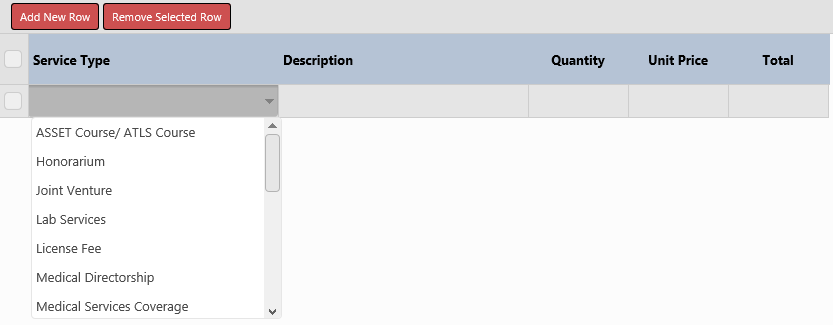 Add New Row Remove Selected Row
Service Type Description Quantity Unit Price Total
ASSET Course/ ATLS Course
Honorarium
Joint Venture
Lab Services
License Fee
Medical Directorship
Medical Services Coverage